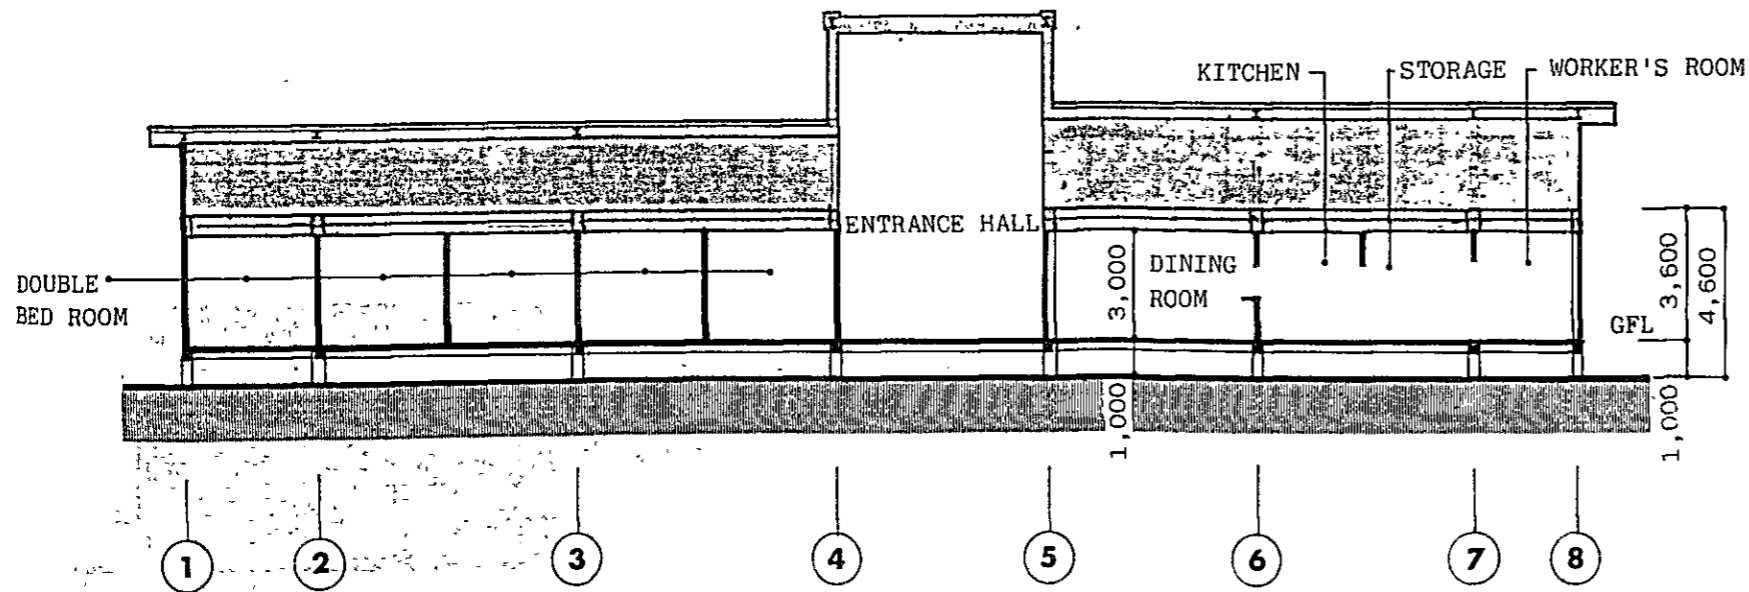 KITCHEN
STORAGE
WORKER'S ROOM
ENTRANCE HALL
DOUBLE
BED ROOM
3,000
DINING
ROOM
GFL
3,600
4,600
1,000
1,000
1
2
3
4
5
6
7
8